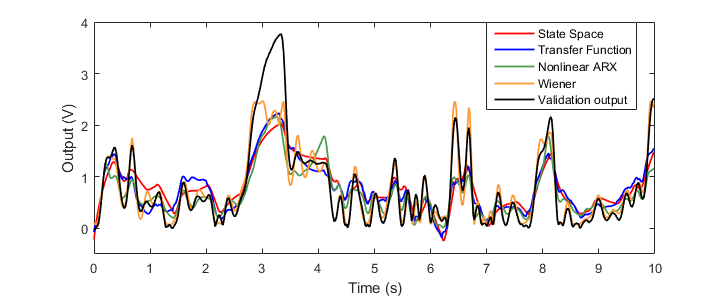 4
3
2
1
0
Output (V)
0 1 2 3 4 5 6 7 8 9 10
Time (s)
State Space
Transfer Function
Nonlinear ARX
Wiener
Validation output